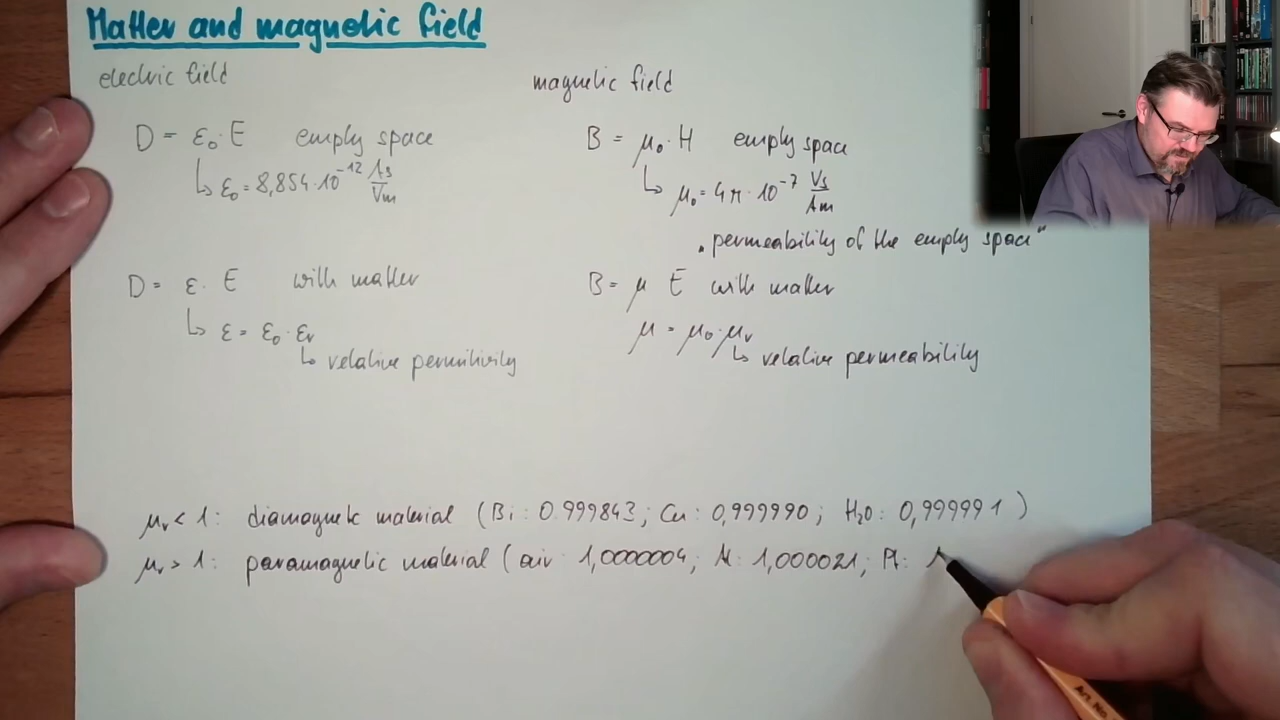 Matter and magnetic field
electric field
D = ε₀·E empty space
↳ ε₀ = 8,854·10⁻¹² As/Vm
D = ε· E with matter
↳ ε = ε₀·εr
↳ relative permitivity
magnetic field
B = μ₀·H empty space
↳ μ₀ = 4π·10⁻⁷ Vs/Am
„permeability of the empty space“
B = μ E with matter
μ = μ₀·μr
↳ relative permeability
μr < 1: diamagnetic material (Bi: 0.999843; Cu: 0,999990; H₂O: 0,999991)
μr > 1: paramagnetic material (air: 1,0000004; Al: 1,000021; Pt: 1